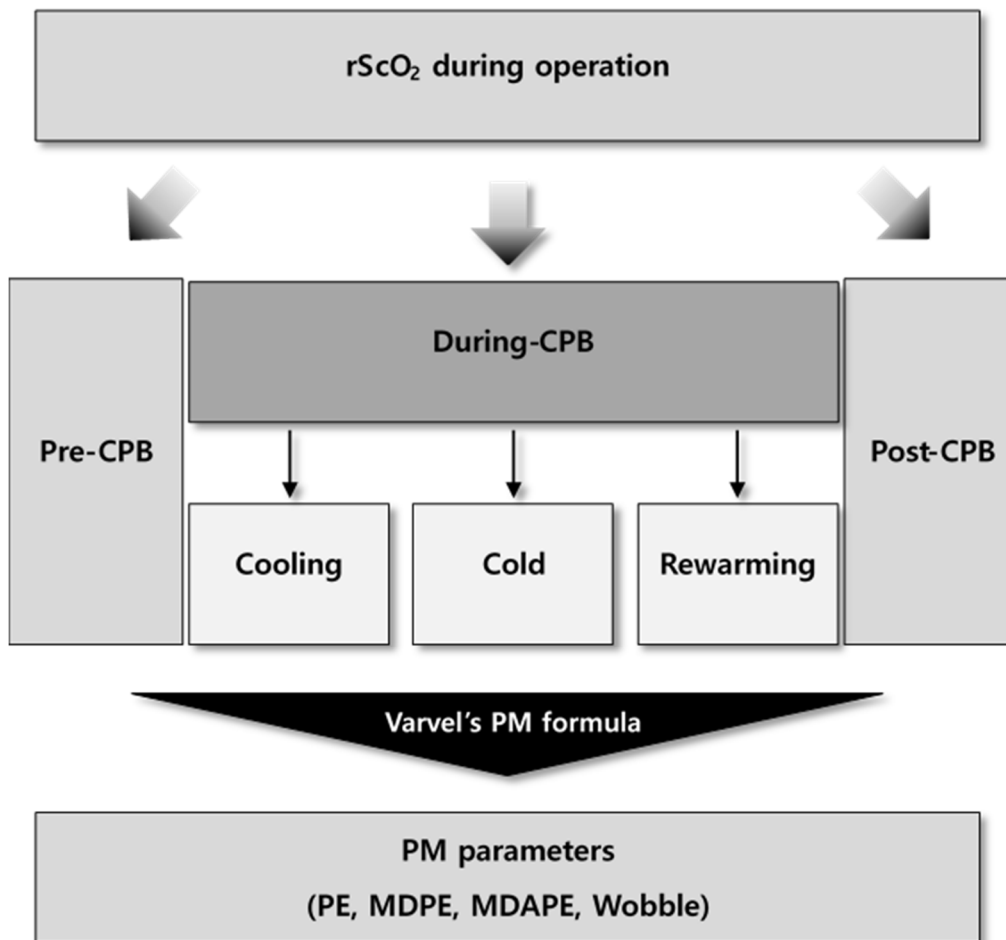 rScO₂ during operation
During-CPB
Pre-CPB
Post-CPB
Cooling
Cold
Rewarming
Varvel's PM formula
PM parameters
(PE, MDPE, MDAPE, Wobble)